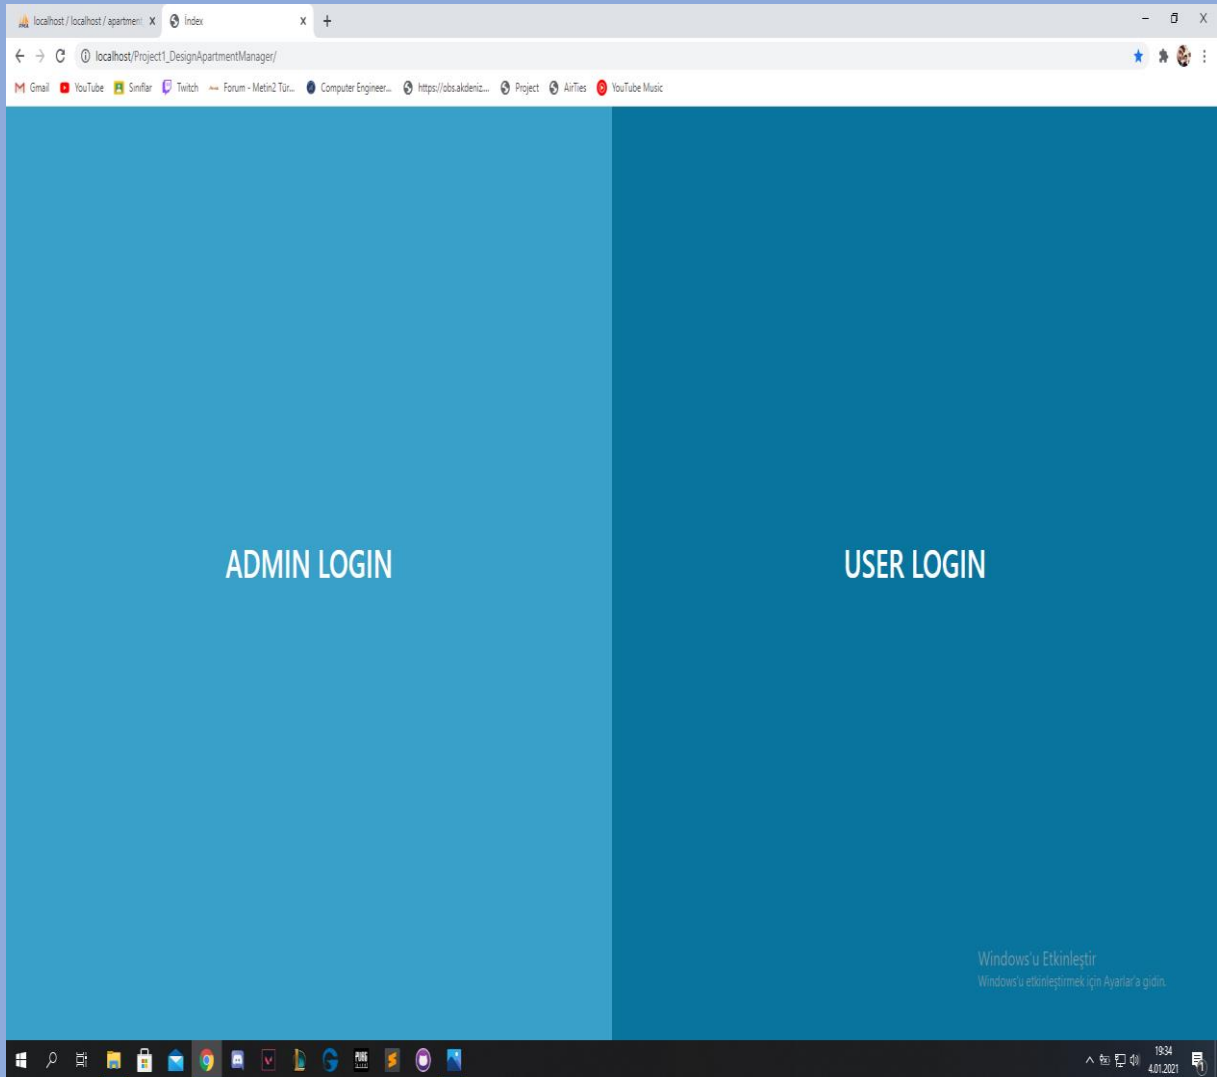 localhost / localhost / apartment
İndex
localhost/Project1_DesignApartmentManager/
Gmail YouTube Sınıflar Twitch Forum - Metin2 Tür... Computer Engineer... https://obs.akdeniz.... Project AirTies YouTube Music
ADMIN LOGIN
USER LOGIN
Windows'u Etkinleştir
Windows'u etkinleştirmek için Ayarlar'a gidin.
PUBG
19:34
4.01.2021